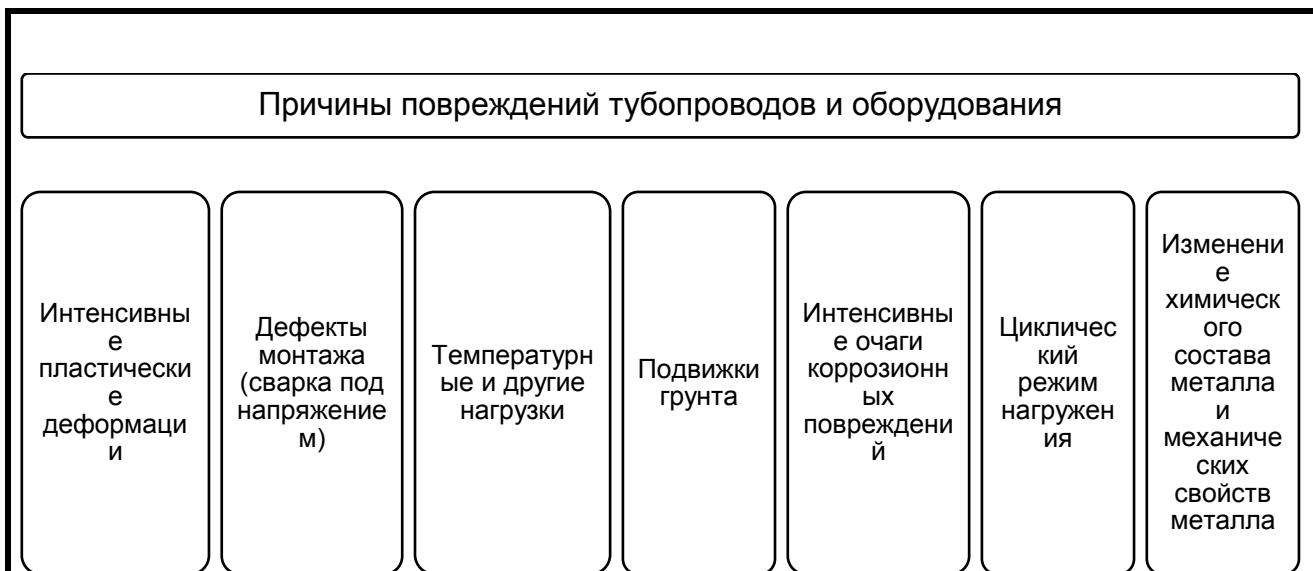 Причины повреждений тубопроводов и оборудования
Интенсивны
е
пластически
е
деформаци
и
Дефекты
монтажа
(сварка под
напряжение
м)
Температурн
ые и другие
нагрузки
Подвижки
грунта
Интенсивны
е очаги
коррозионн
ых
повреждени
й
Цикличес
кий
режим
нагружен
ия
Изменени
е
химическ
ого
состава
металла
и
механиче
ских
свойств
металла